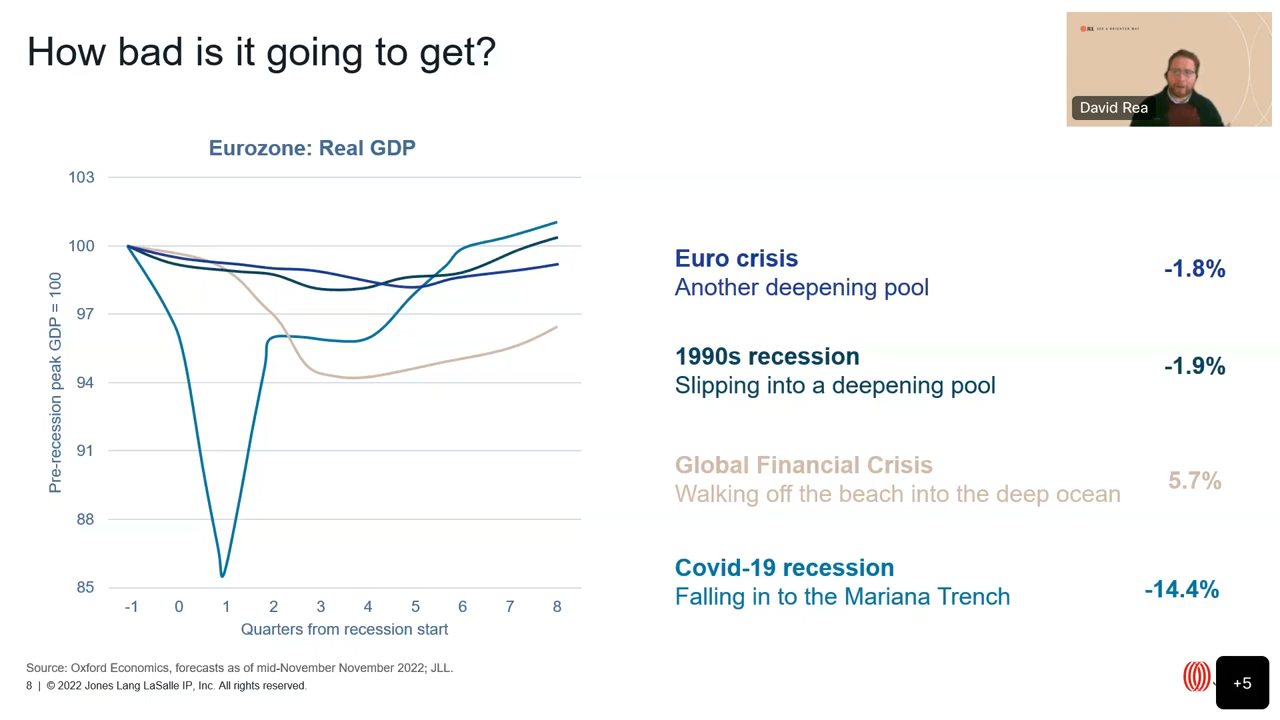 How bad is it going to get?
JLL SEE A BRIGHTER WAY
David Rea
Eurozone: Real GDP
103
100
97
94
91
88
85
Pre-recession peak GDP = 100
-1 0 1 2 3 4 5 6 7 8
Quarters from recession start
Euro crisis
Another deepening pool
-1.8%
1990s recession
Slipping into a deepening pool
-1.9%
Global Financial Crisis
Walking off the beach into the deep ocean
5.7%
Covid-19 recession
Falling in to the Mariana Trench
-14.4%
Source: Oxford Economics, forecasts as of mid-November November 2022; JLL.
8 | © 2022 Jones Lang LaSalle IP, Inc. All rights reserved.
+5